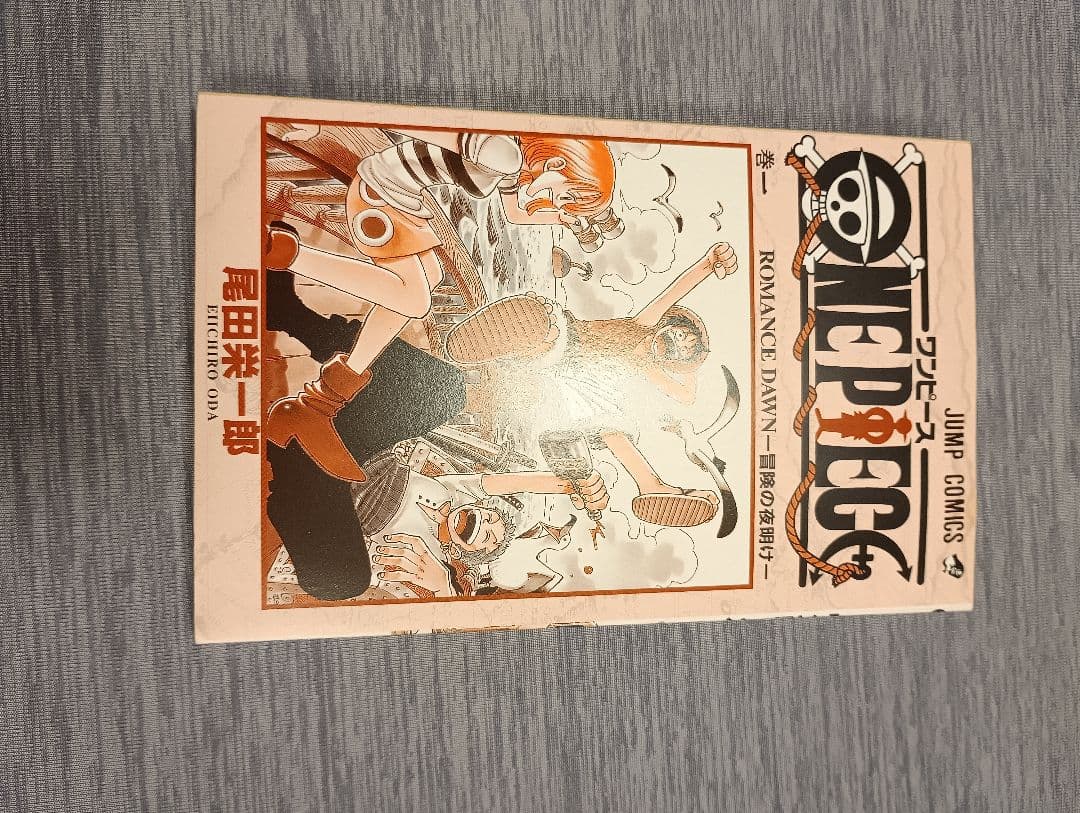 JUMP COMICS
ワンピース
ONE PIECE
巻一
ROMANCE DAWN—冒険の夜明け—
尾田栄一郎
EIICHIRO ODA